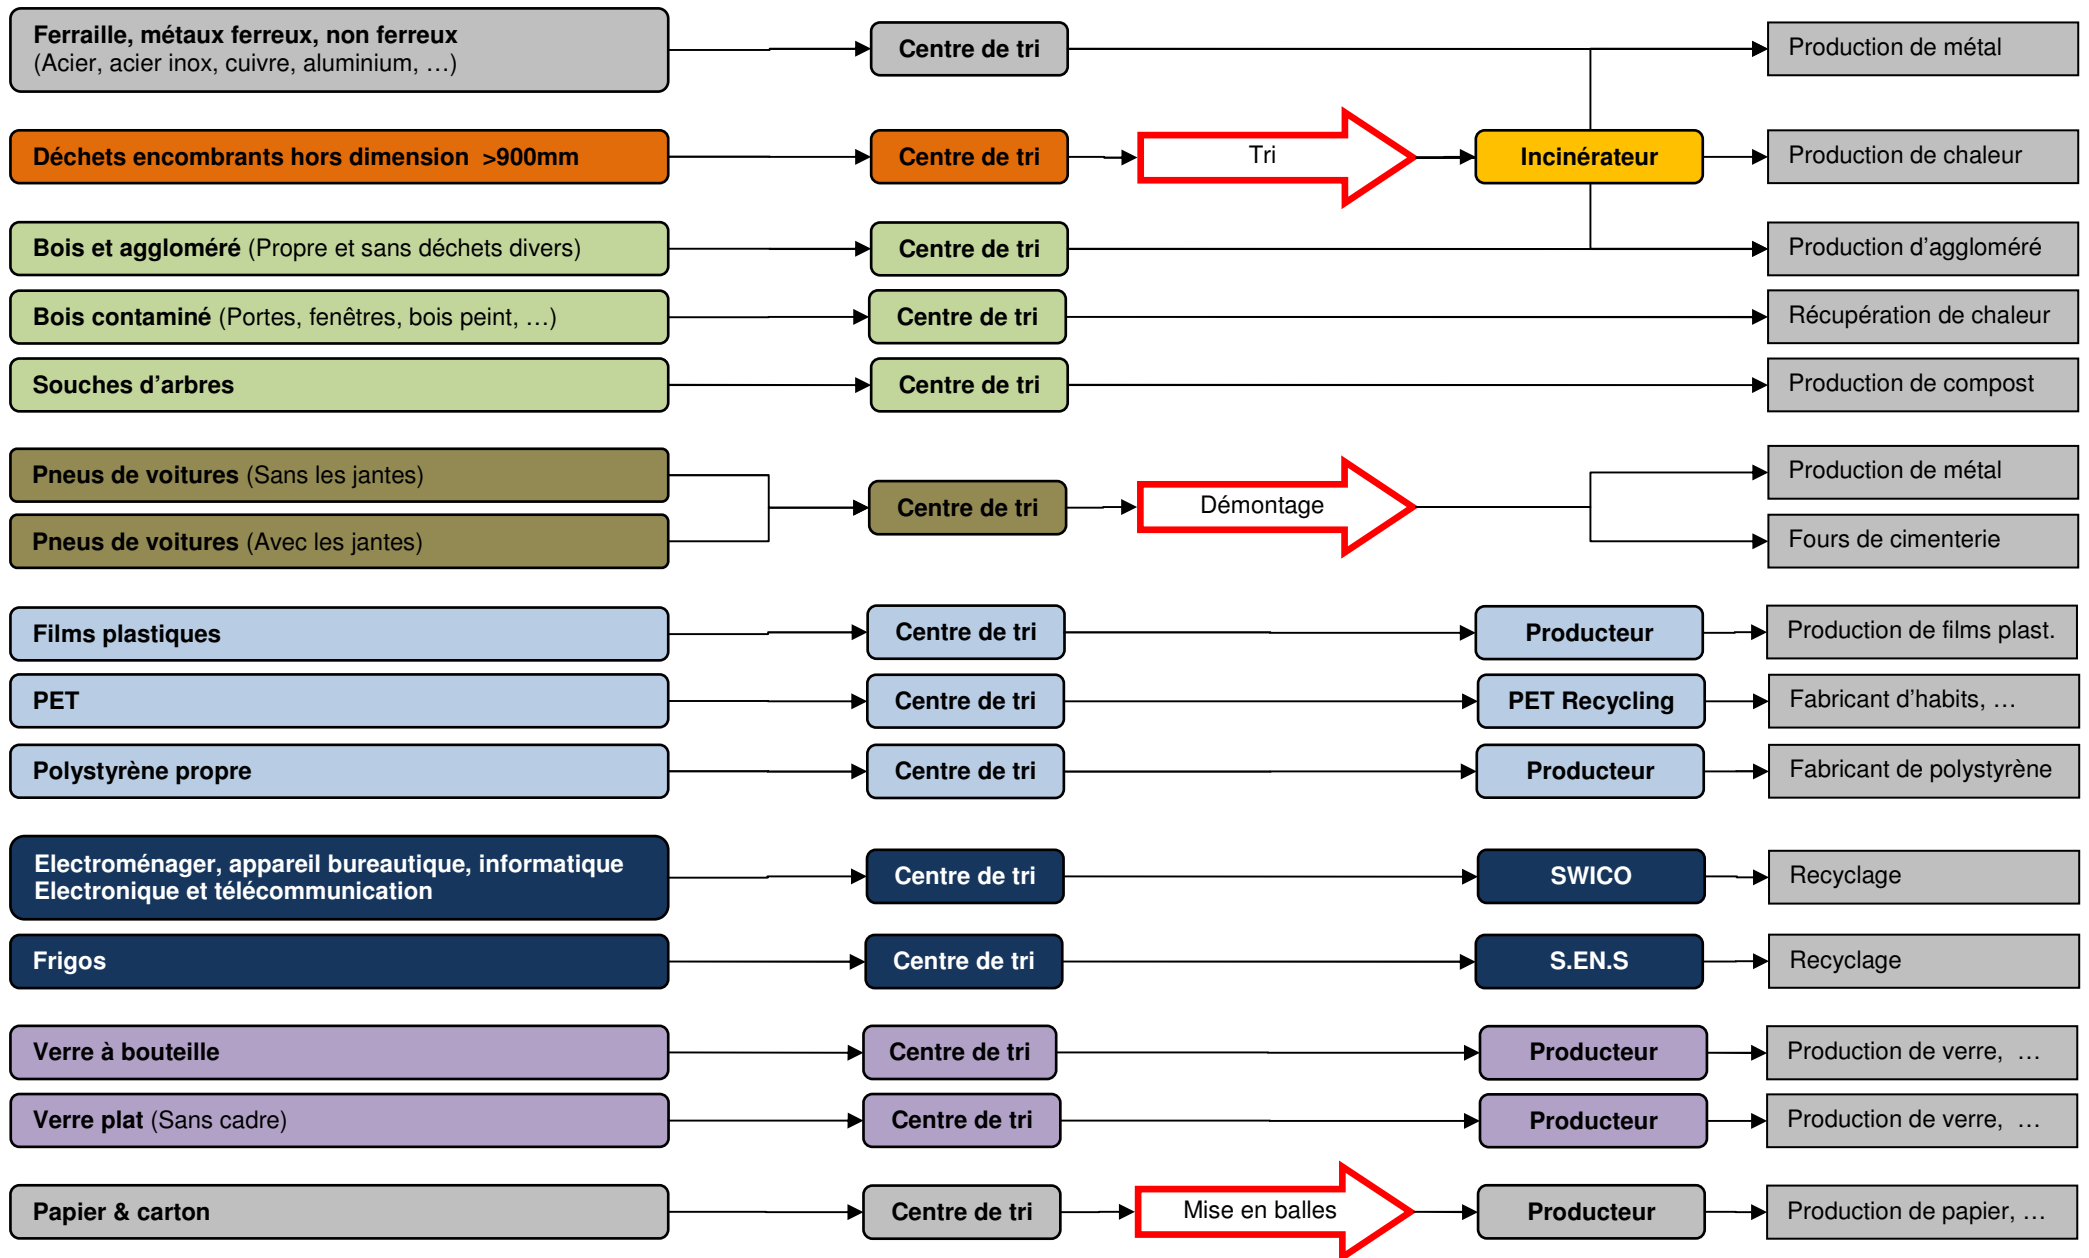 Ferraille, métaux ferreux, non ferreux
(Acier, acier inox, cuivre, aluminium, …)
Centre de tri
Production de métal
Déchets encombrants hors dimension  >900mm
Centre de tri
Tri
Incinérateur
Production de chaleur
Bois et aggloméré (Propre et sans déchets divers)
Centre de tri
Production d’aggloméré
Bois contaminé (Portes, fenêtres, bois peint, …)
Centre de tri
Récupération de chaleur
Souches d’arbres
Centre de tri
Production de compost
Pneus de voitures (Sans les jantes)
Pneus de voitures (Avec les jantes)
Centre de tri
Démontage
Production de métal
Fours de cimenterie
Films plastiques
Centre de tri
Producteur
Production de films plast.
PET
Centre de tri
PET Recycling
Fabricant d’habits, …
Polystyrène propre
Centre de tri
Producteur
Fabricant de polystyrène
Electroménager, appareil bureautique, informatique
Electronique et télécommunication
Centre de tri
SWICO
Recyclage
Frigos
Centre de tri
S.EN.S
Recyclage
Verre à bouteille
Centre de tri
Producteur
Production de verre,  …
Verre plat (Sans cadre)
Centre de tri
Producteur
Production de verre,  …
Papier & carton
Centre de tri
Mise en balles
Producteur
Production de papier, …